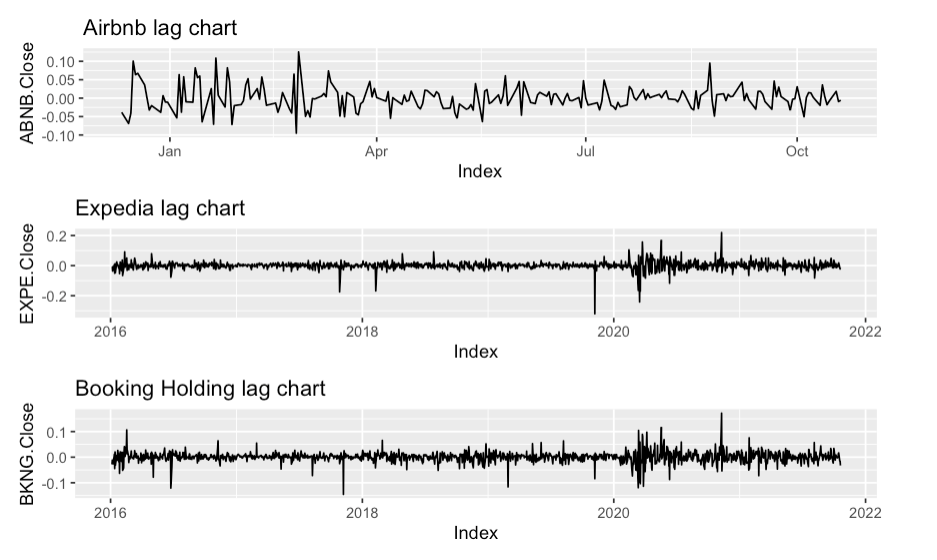 Airbnb lag chart
ABNB.Close
0.10
0.05
0.00
-0.05
-0.10
Jan Apr Jul Oct
Index
Expedia lag chart
EXPE.Close
0.2
0.0
-0.2
2016 2018 2020 2022
Index
Booking Holding lag chart
BKNG.Close
0.1
0.0
-0.1
2016 2018 2020 2022
Index